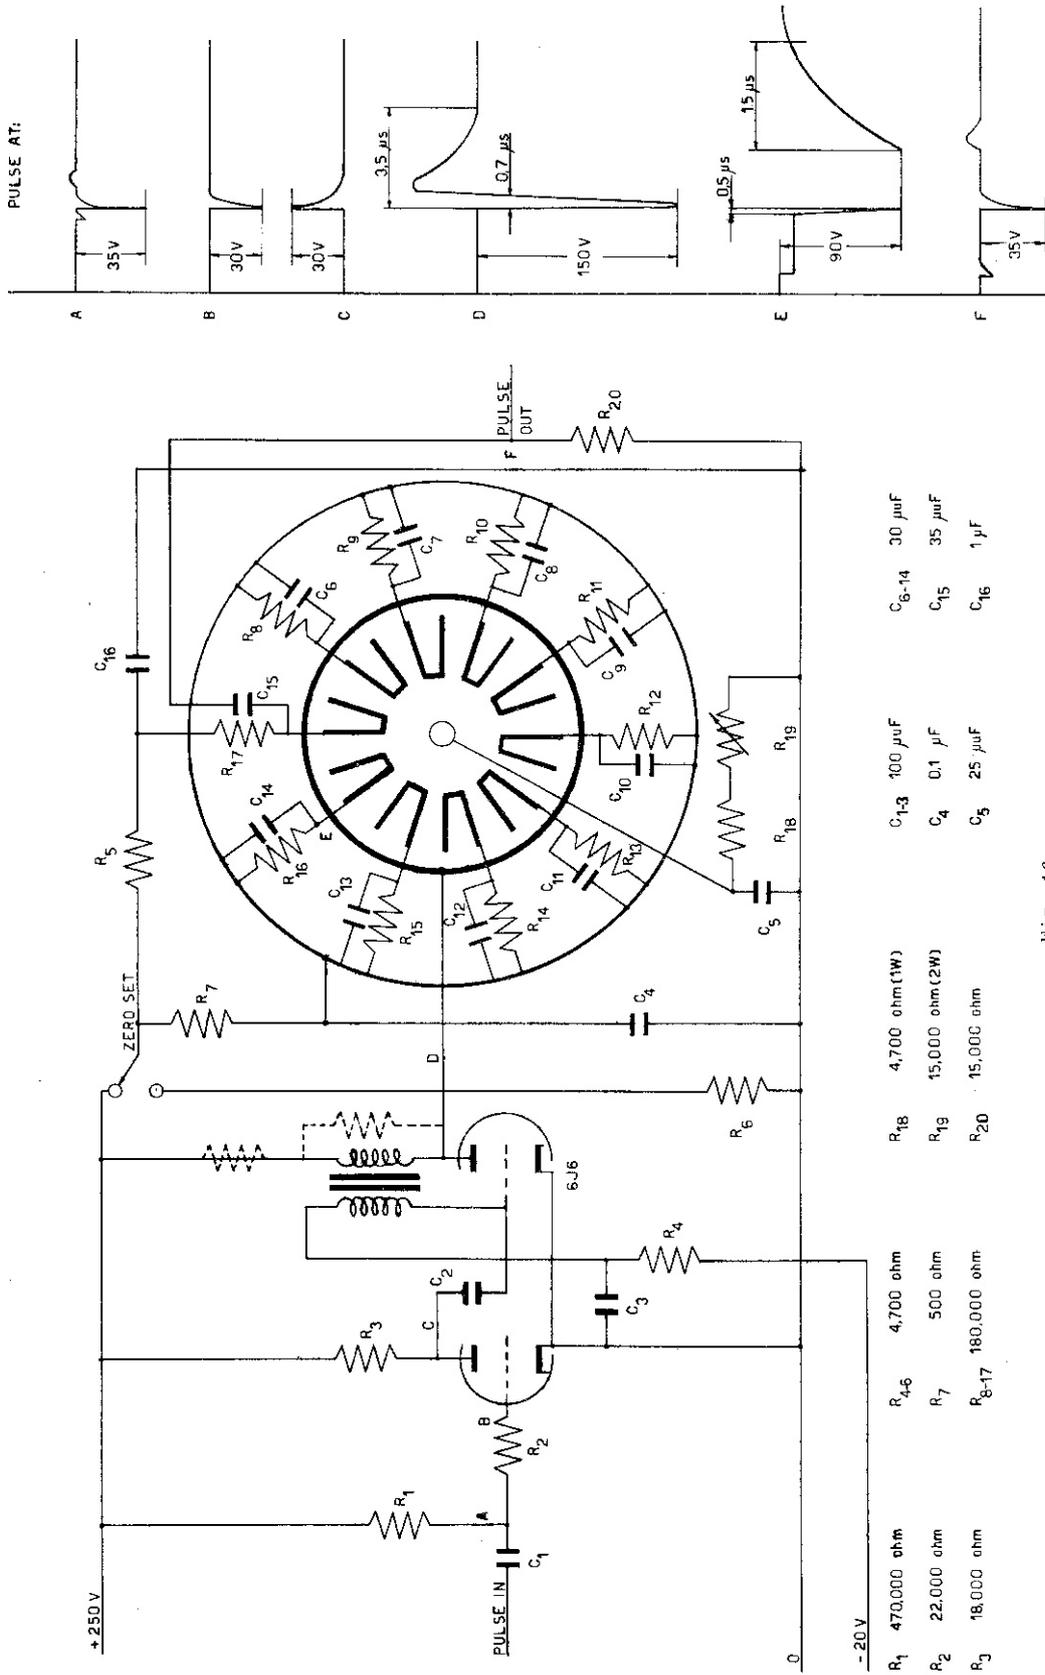 PULSE AT:
A
35V
B
30V
C
30V
D
150V
3,5 µs
0,7 µs
E
90V
0,5 µs
1,5 µs
F
35V
+250V
ZERO SET
R5
C16
R7
R17
C15
R8
C6
R9
C7
R10
C8
R11
C9
R12
C10
R13
C11
R14
C12
R15
C13
R16
C14
E
D
PULSE OUT
F
R20
R1
A
PULSE IN
C1
R2
B
R3
C
C2
C3
R4
6J6
R6
C4
C5
R18
R19
0
-20V
R1 470,000 ohm
R2 22,000 ohm
R3 18,000 ohm
R4-6 4,700 ohm
R7 500 ohm
R8-17 180,000 ohm
R18 4,700 ohm (1W)
R19 15,000 ohm (2W)
R20 15,000 ohm
C1-3 100 µµF
C4 0,1 µF
C5 25 µµF
C6-14 30 µµF
C15 35 µµF
C16 1 µF